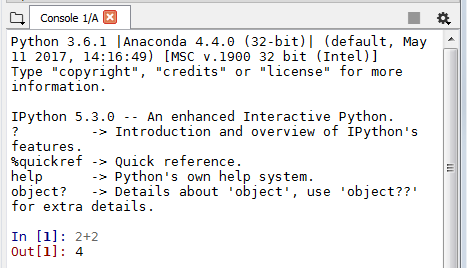 Console 1/A
Python 3.6.1 |Anaconda 4.4.0 (32-bit)| (default, May
11 2017, 14:16:49) [MSC v.1900 32 bit (Intel)]
Type "copyright", "credits" or "license" for more
information.
IPython 5.3.0 -- An enhanced Interactive Python.
?         -> Introduction and overview of IPython's
features.
%quickref -> Quick reference.
help      -> Python's own help system.
object?   -> Details about 'object', use 'object??'
for extra details.
In [1]: 2+2
Out[1]: 4